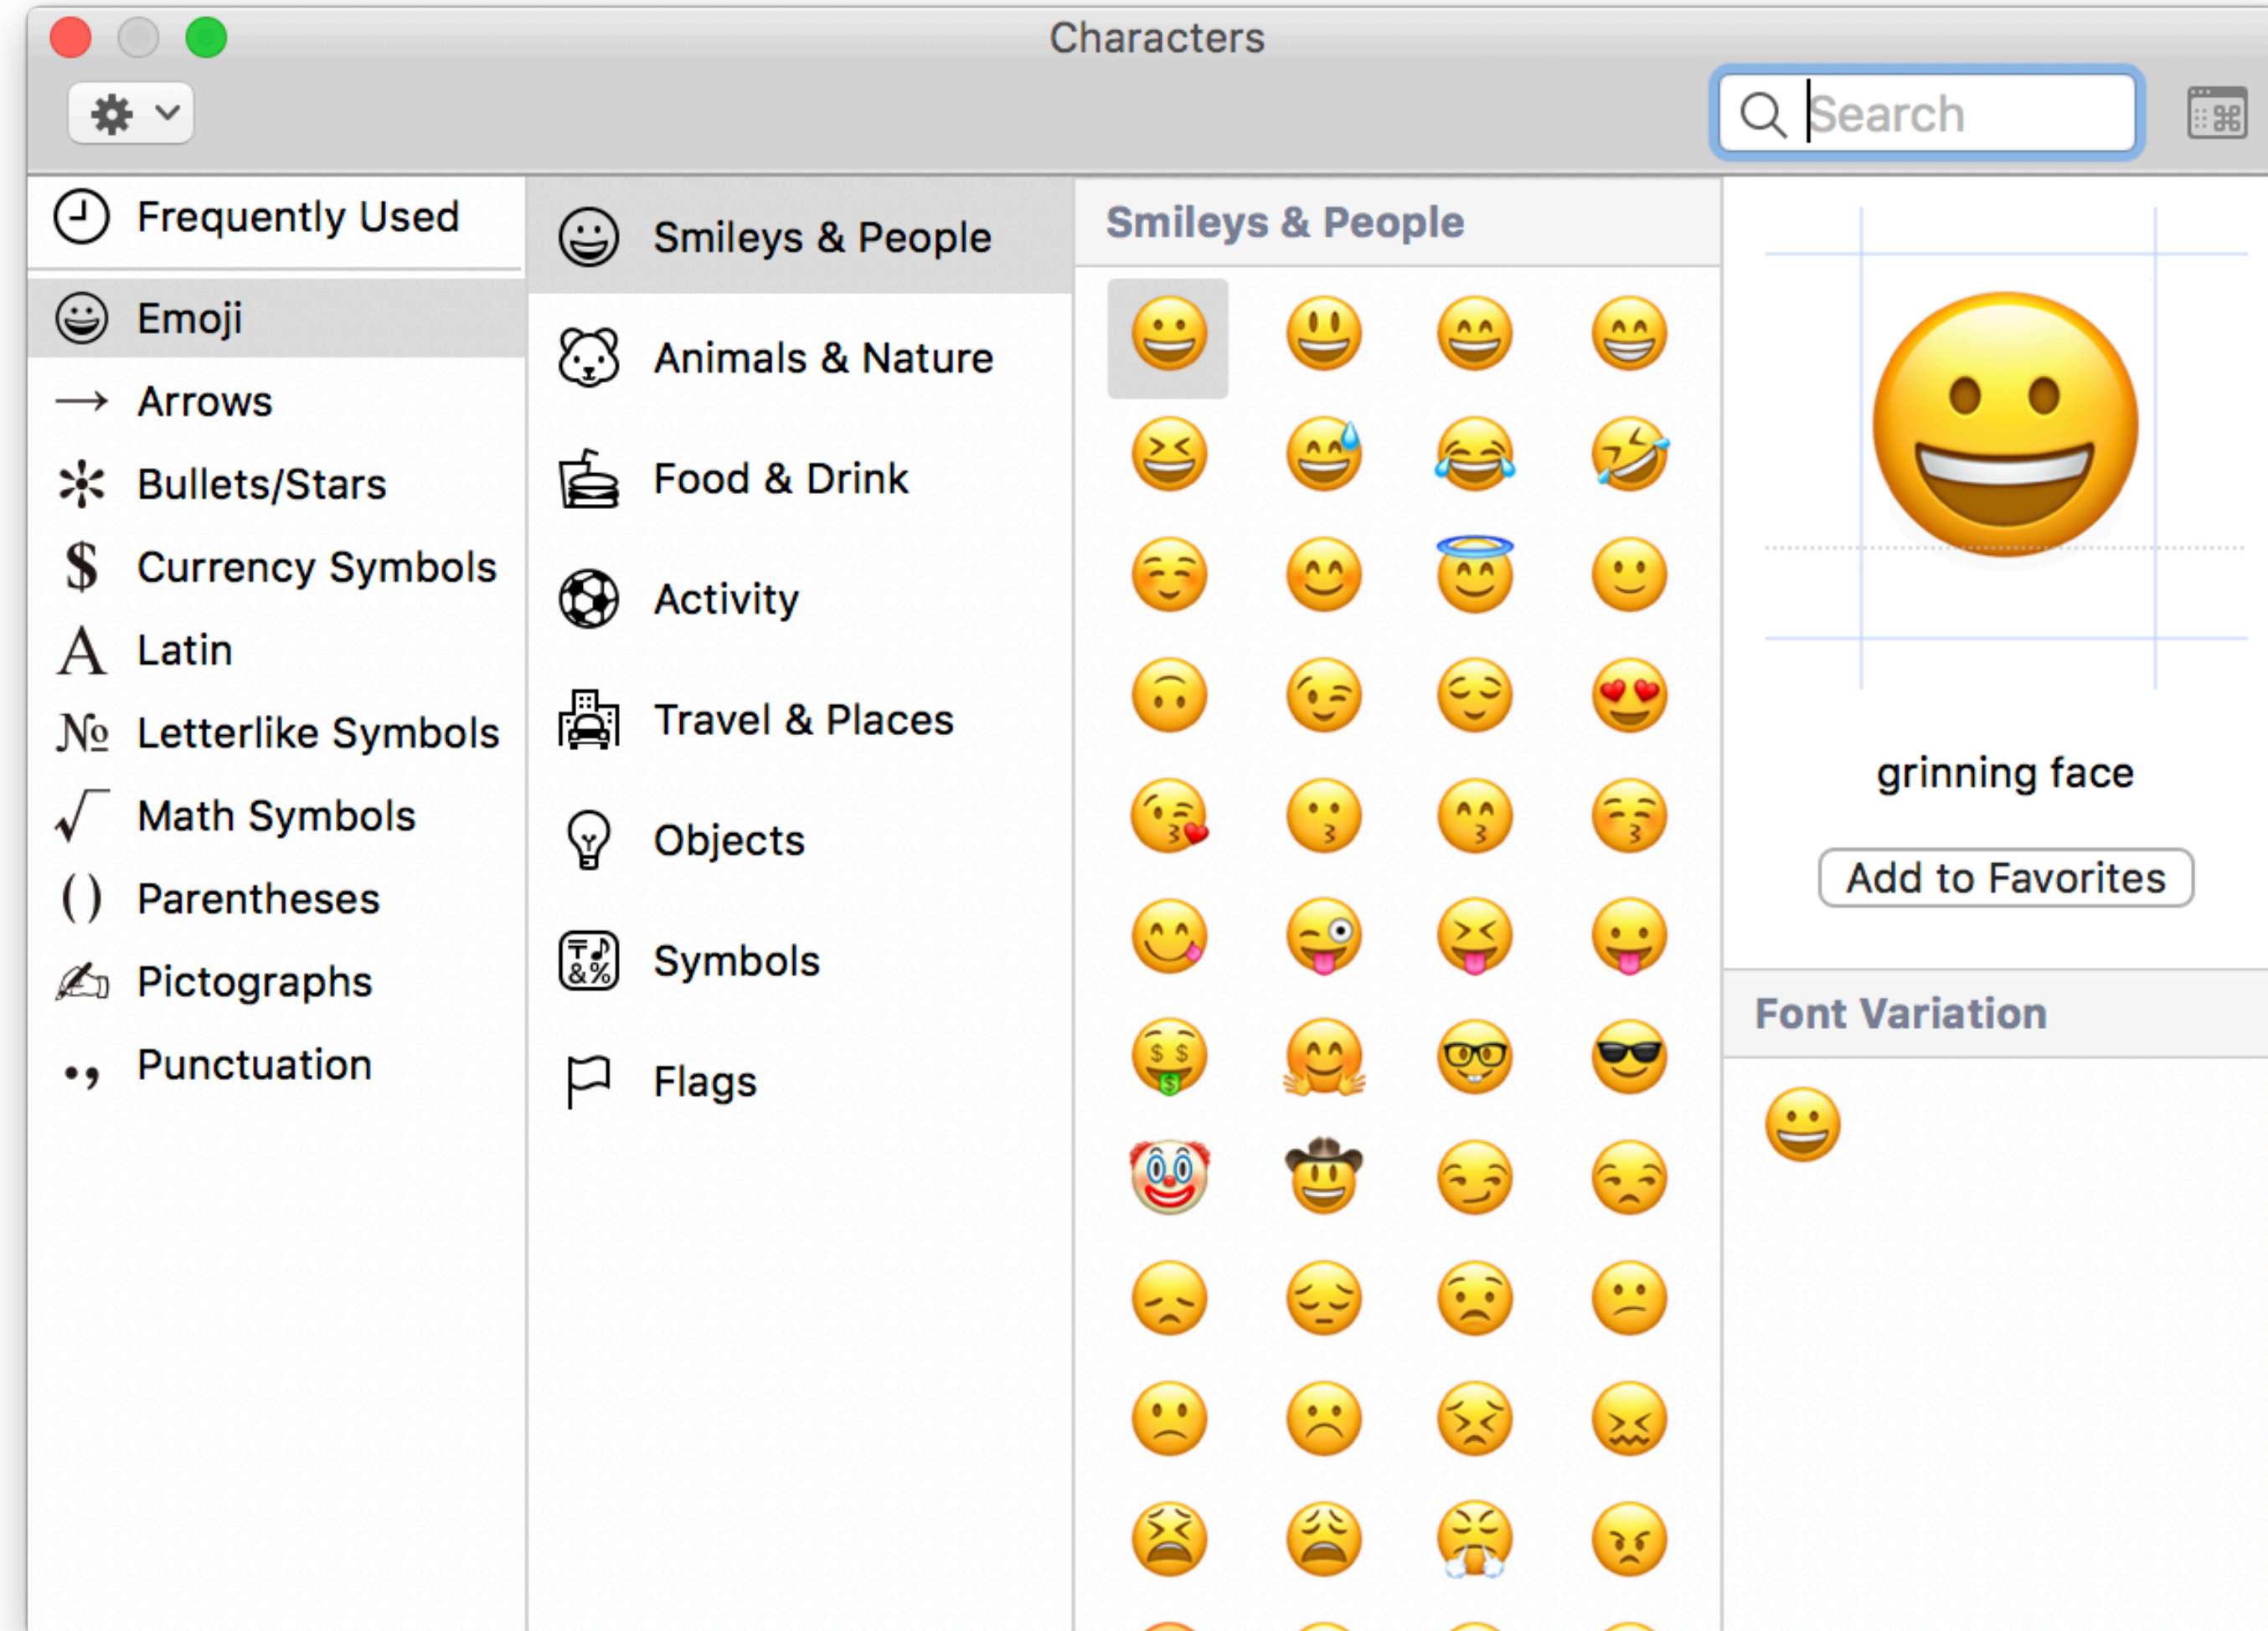 Characters
Search
Frequently Used
Emoji
Arrows
Bullets/Stars
$ Currency Symbols
A Latin
№ Letterlike Symbols
√ Math Symbols
() Parentheses
Pictographs
•, Punctuation
Smileys & People
Animals & Nature
Food & Drink
Activity
Travel & Places
Objects
Symbols
Flags
Smileys & People
grinning face
Add to Favorites
Font Variation